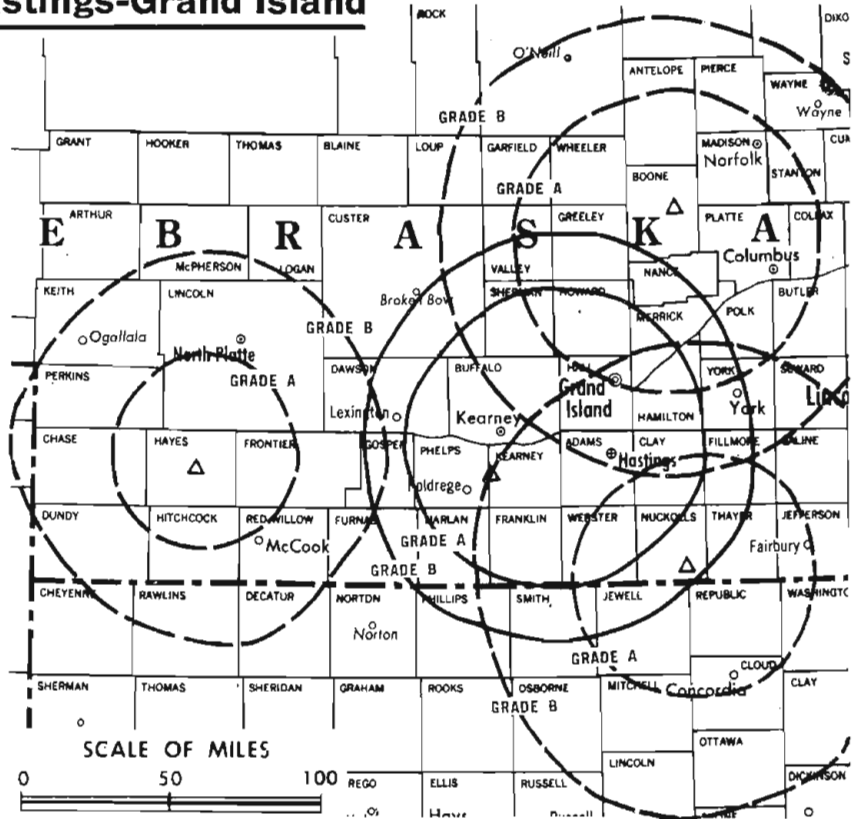 stings-Grand Island
ROCK
DIXO
O'Neill
ANTELOPE PIERCE
WAYNE
Wayne
GRADE B
GRANT HOOKER THOMAS BLAINE LOUP GARFIELD WHEELER
MADISON
Norfolk
CUM
STANTON
GRADE A
BOONE
ARTHUR CUSTER GREELEY PLATTE COLFAX
E B R A S K A
McPHERSON LOGAN VALLEY NANCE
Columbus
KEITH LINCOLN SHERMAN HOWARD BUTLER
Broken Bow
MERRICK POLK
Ogallala
North Platte
GRADE B
PERKINS
GRADE A
DAWSON BUFFALO HALL YORK SEWARD
Grand
Island
Lexington
York
Kearney
HAMILTON
CHASE HAYES FRONTIER GOSPER PHELPS KEARNEY ADAMS CLAY FILLMORE SALINE
Hastings
Holdrege
DUNDY HITCHCOCK RED WILLOW FURNAS HARLAN FRANKLIN WEBSTER NUCKOLLS THAYER JEFFERSON
McCook
GRADE A
Fairbury
GRADE B
CHEYENNE RAWLINS DECATUR NORTON PHILLIPS SMITH JEWELL REPUBLIC WASHINGTO
Norton
GRADE A
CLOUD
SHERMAN THOMAS SHERIDAN GRAHAM ROOKS OSBORNE MITCHELL CLAY
Concordia
GRADE B
OTTAWA
SCALE OF MILES
LINCOLN
0 50 100
REGO ELLIS RUSSELL DICKINSON
Hays